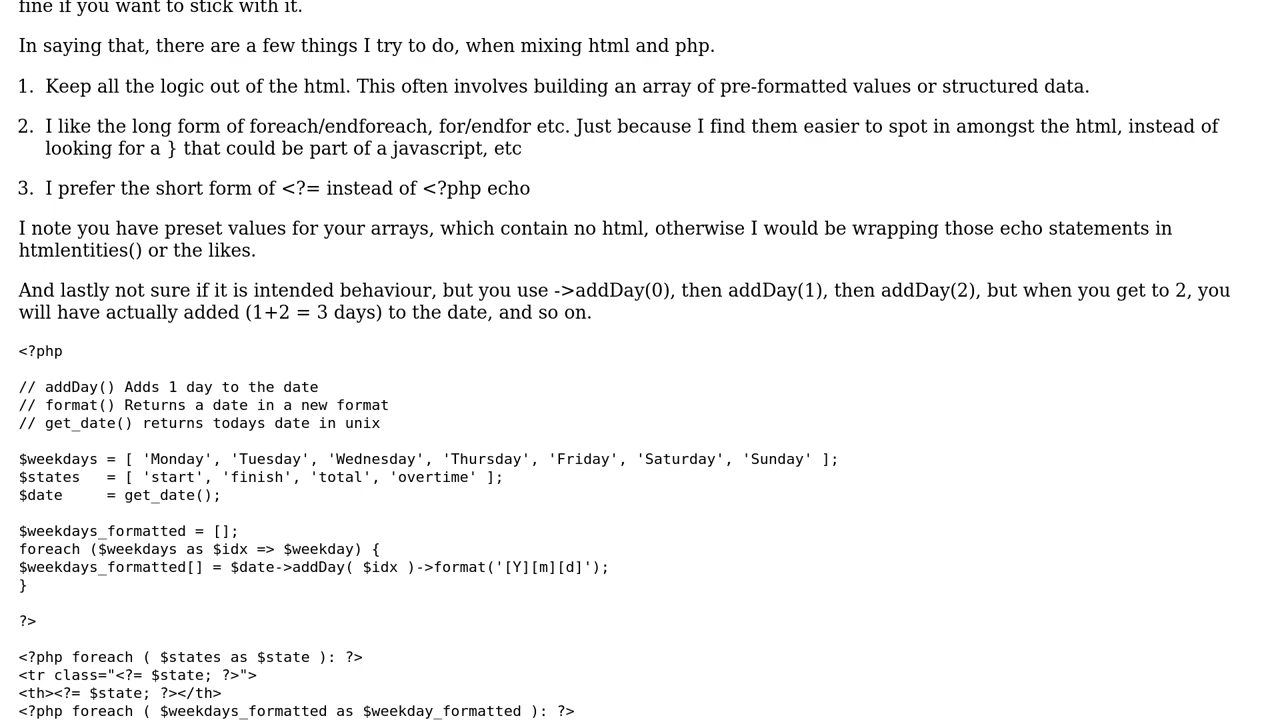 fine if you want to stick with it.
In saying that, there are a few things I try to do, when mixing html and php.
1. Keep all the logic out of the html. This often involves building an array of pre-formatted values or structured data.
2. I like the long form of foreach/endforeach, for/endfor etc. Just because I find them easier to spot in amongst the html, instead of
looking for a } that could be part of a javascript, etc
3. I prefer the short form of <?= instead of <?php echo
I note you have preset values for your arrays, which contain no html, otherwise I would be wrapping those echo statements in
htmlentities() or the likes.
And lastly not sure if it is intended behaviour, but you use ->addDay(0), then addDay(1), then addDay(2), but when you get to 2, you
will have actually added (1+2 = 3 days) to the date, and so on.
<?php
// addDay() Adds 1 day to the date
// format() Returns a date in a new format
// get_date() returns todays date in unix
$weekdays = [ 'Monday', 'Tuesday', 'Wednesday', 'Thursday', 'Friday', 'Saturday', 'Sunday' ];
$states   = [ 'start', 'finish', 'total', 'overtime' ];
$date     = get_date();
$weekdays_formatted = [];
foreach ($weekdays as $idx => $weekday) {
$weekdays_formatted[] = $date->addDay( $idx )->format('[Y][m][d]');
}
?>
<?php foreach ( $states as $state ): ?>
<tr class="<?= $state; ?>">
<th><?= $state; ?></th>
<?php foreach ( $weekdays_formatted as $weekday_formatted ): ?>